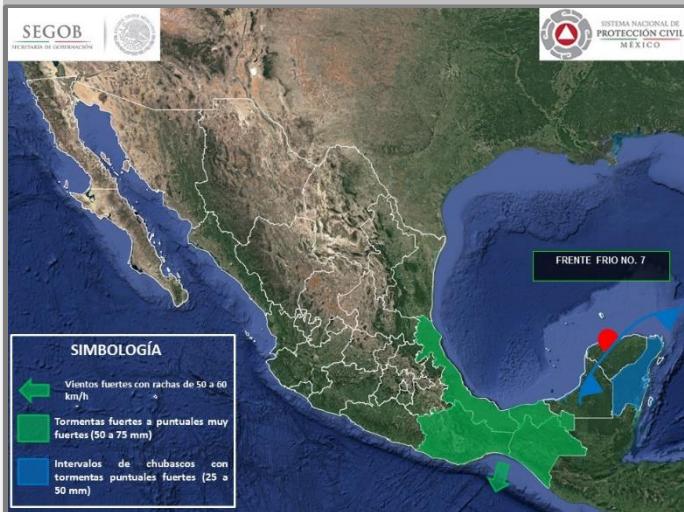 SEGOB
SECRETARÍA DE GOBERNACIÓN
SISTEMA NACIONAL DE
PROTECCIÓN CIVIL
MÉXICO
FRENTE FRIO NO. 7
SIMBOLOGÍA
Vientos fuertes con rachas de 50 a 60
km/h
Tormentas fuertes a puntuales muy
fuertes (50 a 75 mm)
Intervalos de chubascos con
tormentas puntuales fuertes (25 a
50 mm)